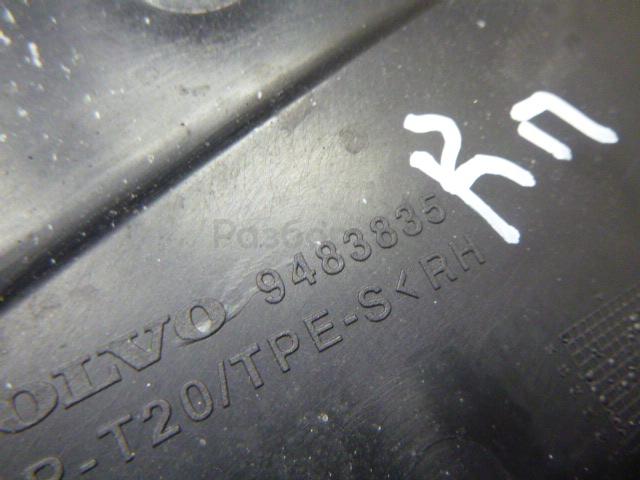 Кп
VOLVO 9483835
P-T20/TPE-S< RH